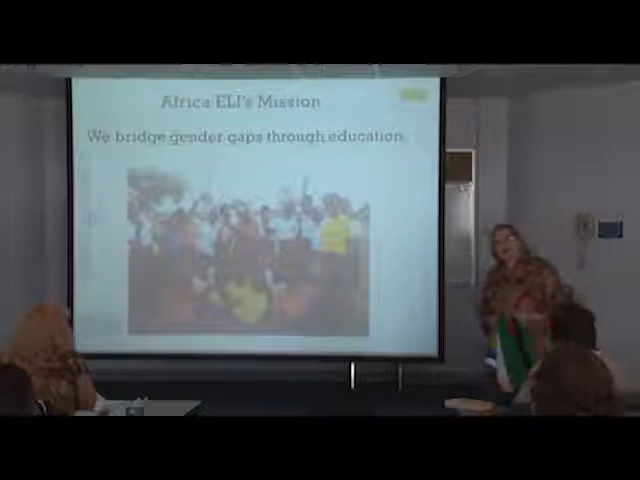 Africa ELI's Mission
We bridge gender gaps through education.